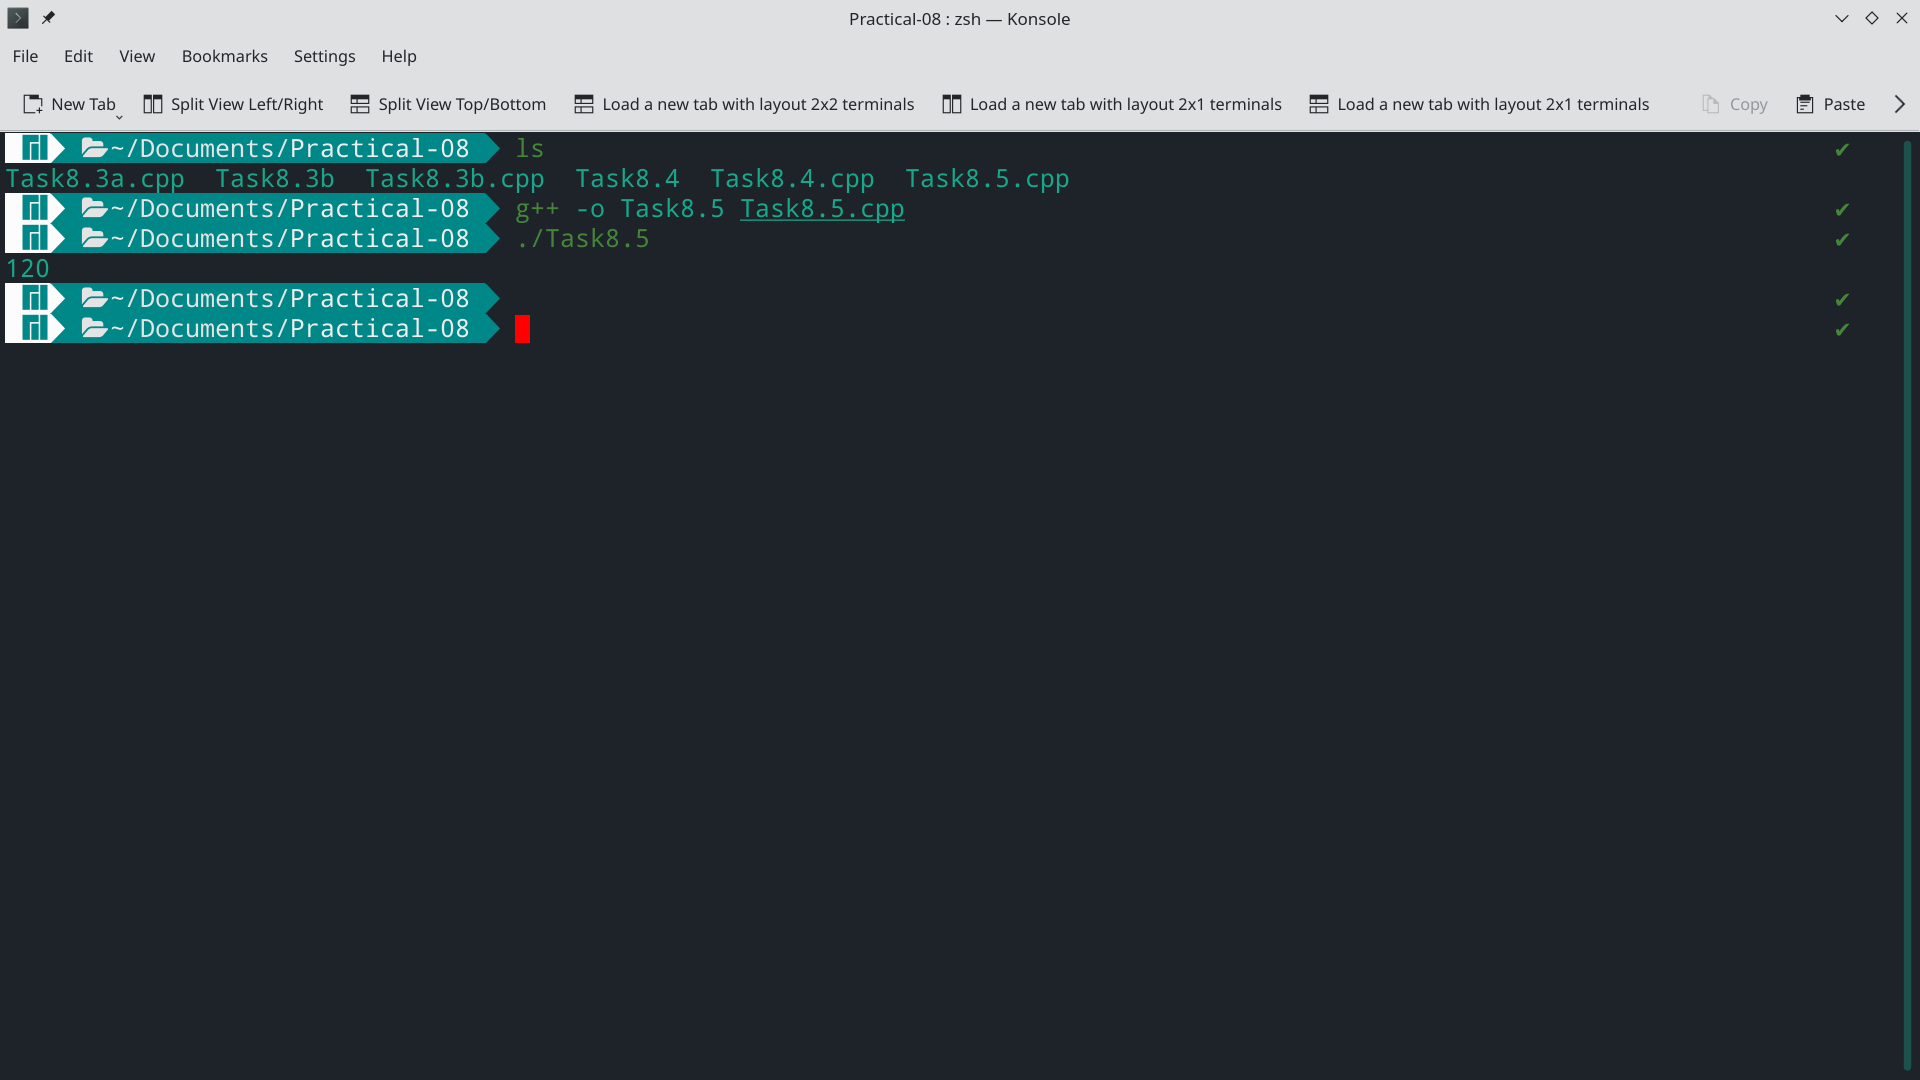 Practical-08 : zsh — Konsole
File Edit View Bookmarks Settings Help
New Tab Split View Left/Right Split View Top/Bottom Load a new tab with layout 2x2 terminals Load a new tab with layout 2x1 terminals Load a new tab with layout 2x1 terminals Copy Paste
~/Documents/Practical-08 ls ✔
Task8.3a.cpp Task8.3b Task8.3b.cpp Task8.4 Task8.4.cpp Task8.5.cpp
~/Documents/Practical-08 g++ -o Task8.5 Task8.5.cpp ✔
~/Documents/Practical-08 ./Task8.5 ✔
120
~/Documents/Practical-08 ✔
~/Documents/Practical-08 ✔